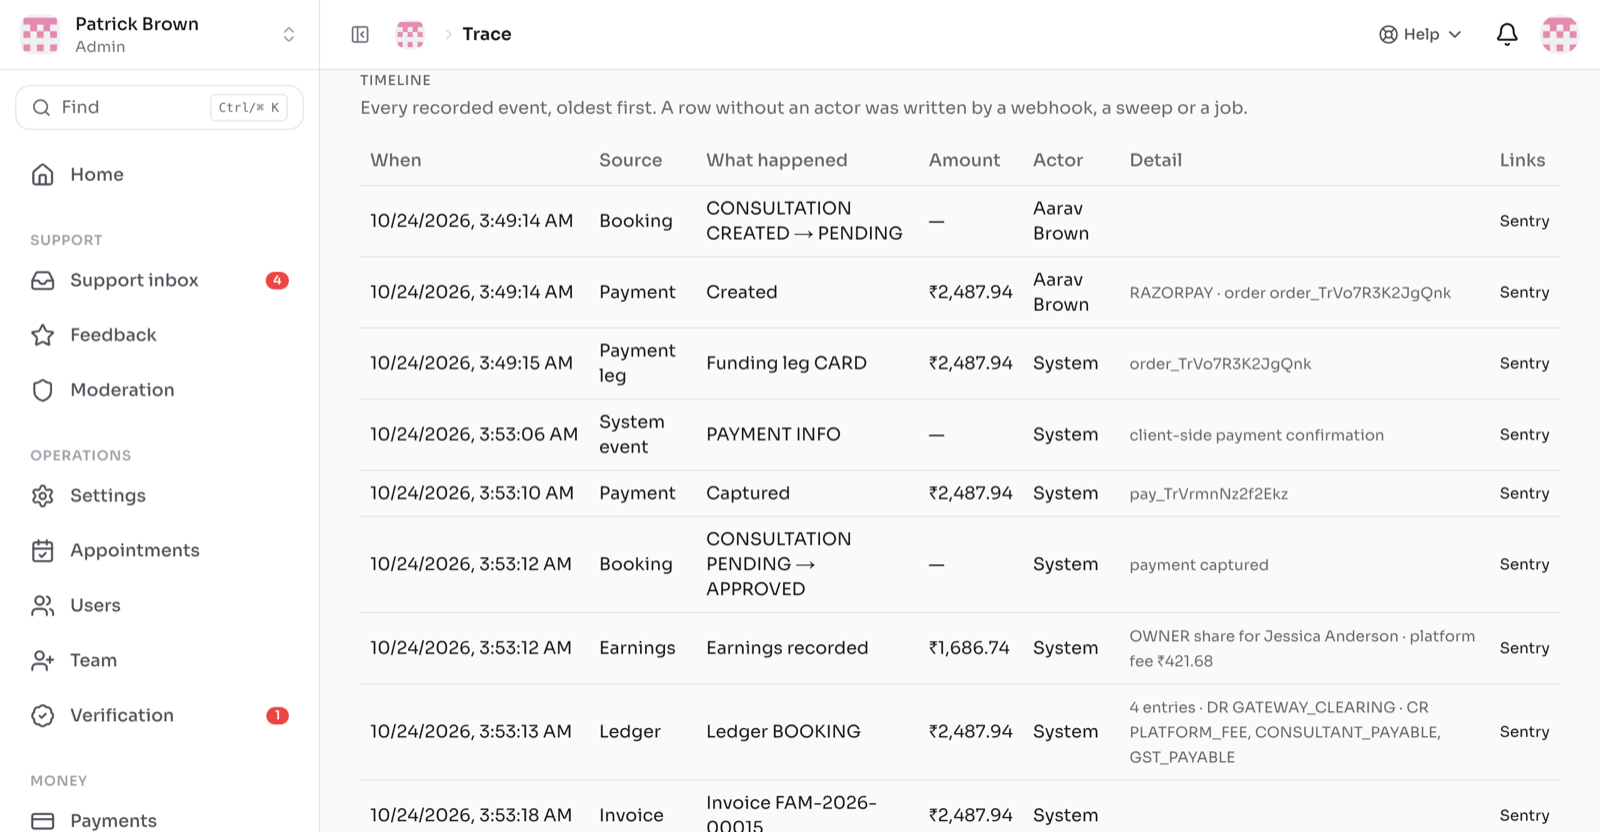 Patrick Brown
Admin
Find
Ctrl/⌘ K
Home
SUPPORT
Support inbox
4
Feedback
Moderation
OPERATIONS
Settings
Appointments
Users
Team
Verification
1
MONEY
Payments
Trace
Help
TIMELINE
Every recorded event, oldest first. A row without an actor was written by a webhook, a sweep or a job.
When Source What happened Amount Actor Detail Links
10/24/2026, 3:49:14 AM Booking CONSULTATION CREATED → PENDING — Aarav Brown Sentry
10/24/2026, 3:49:14 AM Payment Created ₹2,487.94 Aarav Brown RAZORPAY · order order_TrVo7R3K2JgQnk Sentry
10/24/2026, 3:49:15 AM Payment leg Funding leg CARD ₹2,487.94 System order_TrVo7R3K2JgQnk Sentry
10/24/2026, 3:53:06 AM System event PAYMENT INFO — System client-side payment confirmation Sentry
10/24/2026, 3:53:10 AM Payment Captured ₹2,487.94 System pay_TrVrmnNz2f2Ekz Sentry
10/24/2026, 3:53:12 AM Booking CONSULTATION PENDING → APPROVED — System payment captured Sentry
10/24/2026, 3:53:12 AM Earnings Earnings recorded ₹1,686.74 System OWNER share for Jessica Anderson · platform fee ₹421.68 Sentry
10/24/2026, 3:53:13 AM Ledger Ledger BOOKING ₹2,487.94 System 4 entries · DR GATEWAY_CLEARING · CR PLATFORM_FEE, CONSULTANT_PAYABLE, GST_PAYABLE Sentry
10/24/2026, 3:53:18 AM Invoice Invoice FAM-2026-00015 ₹2,487.94 System Sentry